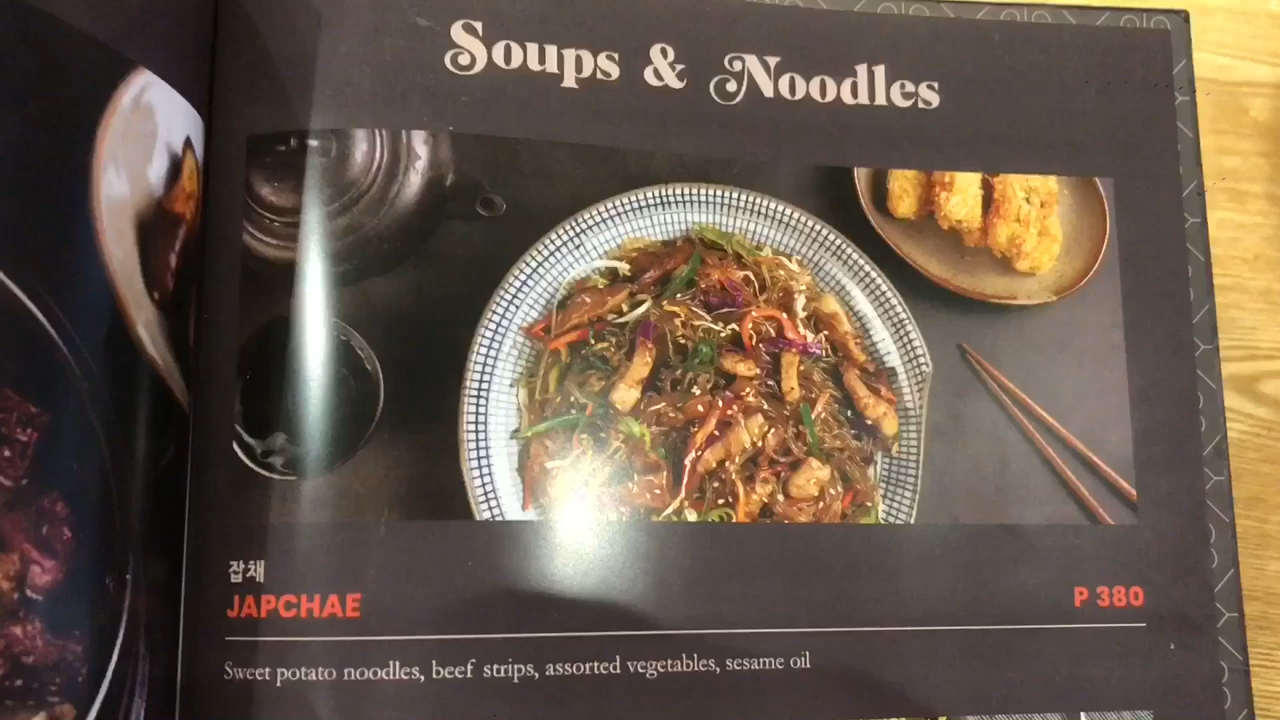 Soups & Noodles
잡채
JAPCHAE
P 380
Sweet potato noodles, beef strips, assorted vegetables, sesame oil